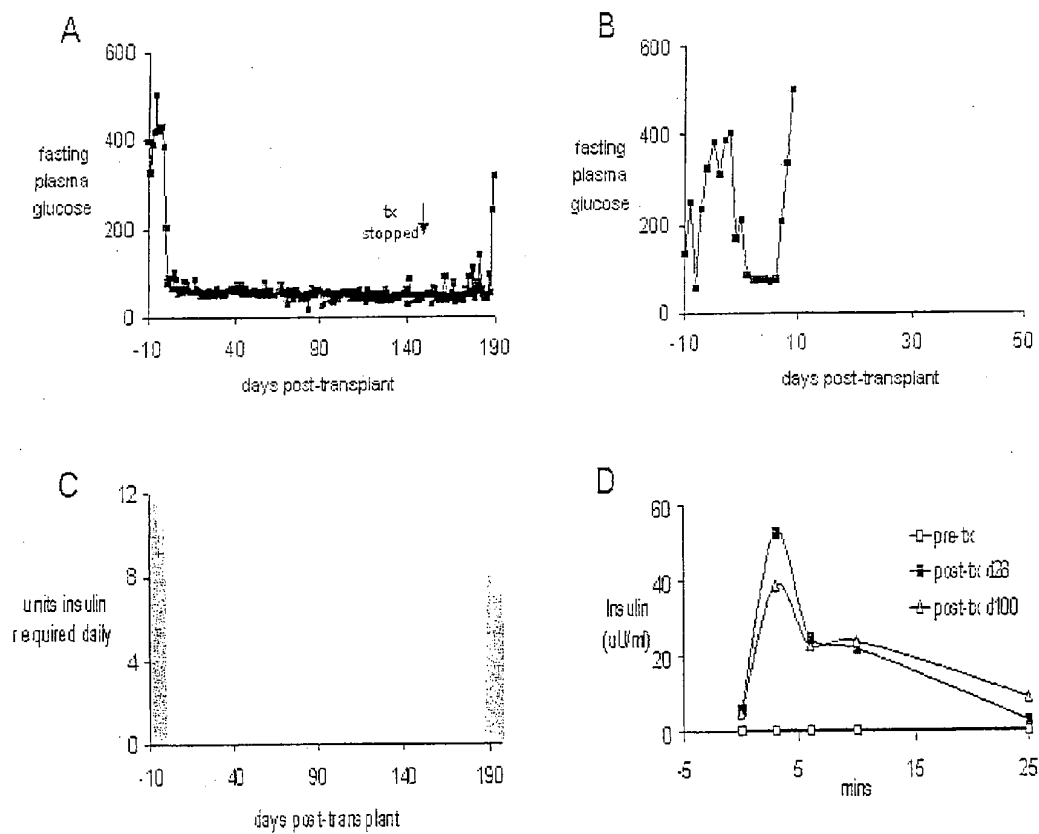 A
600
400
200
0
fasting
plasma
glucose
tx
stopped
-10
40
90
140
190
days post-transplant
B
600
400
200
0
fasting
plasma
glucose
-10
10
30
50
days post-transplant
C
12
8
4
0
units insulin
required daily
-10
40
90
140
190
days post-transplant
D
60
40
20
0
Insulin
(uU/ml)
pre-tx
post-tx d28
post-tx d100
-5
5
15
25
mins